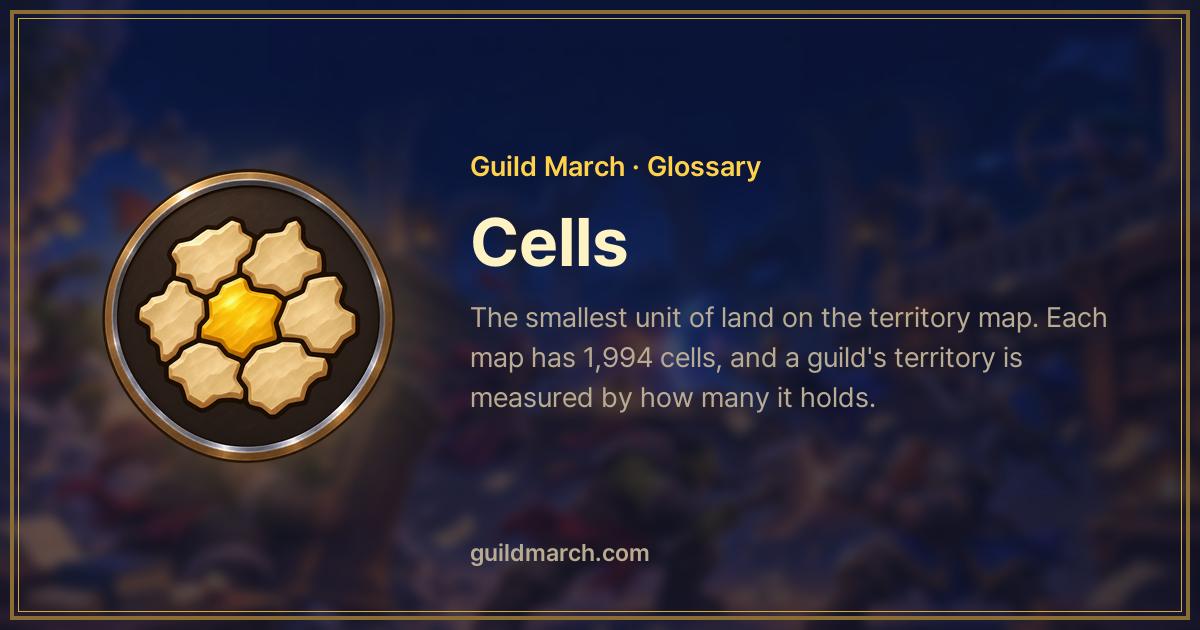 Guild March · Glossary
Cells
The smallest unit of land on the territory map. Each
map has 1,994 cells, and a guild's territory is
measured by how many it holds.
guildmarch.com